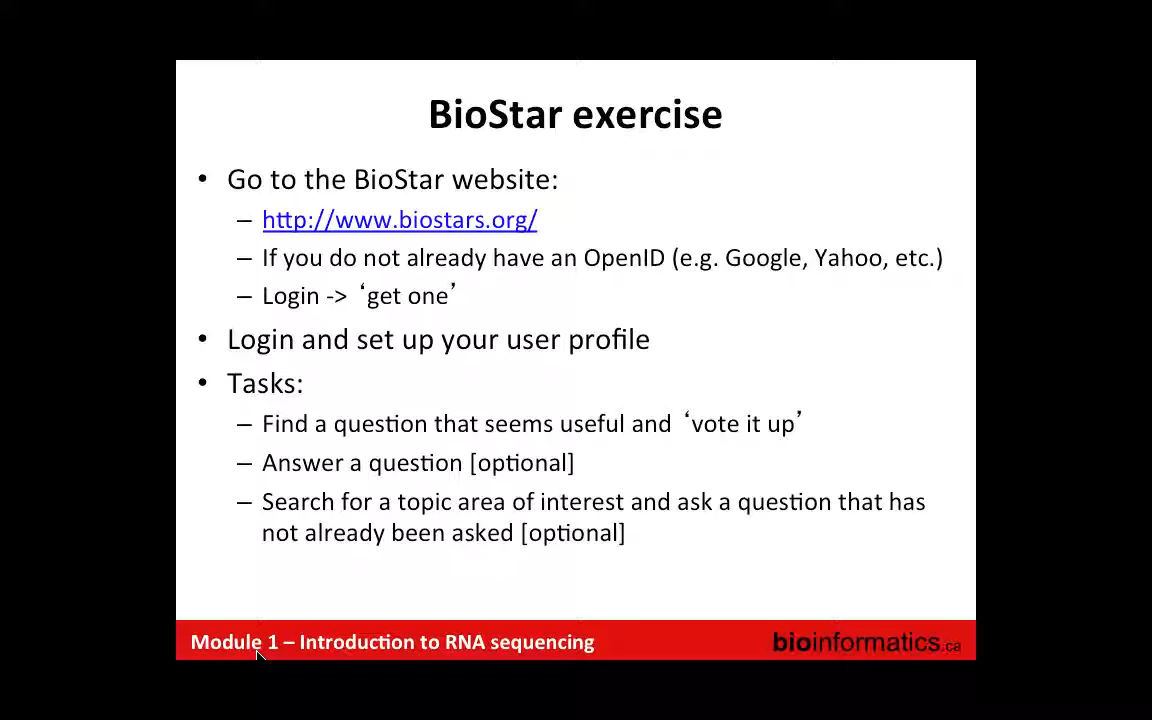 BioStar exercise
• Go to the BioStar website:
– http://www.biostars.org/
– If you do not already have an OpenID (e.g. Google, Yahoo, etc.)
– Login -> ‘get one’
• Login and set up your user profile
• Tasks:
– Find a question that seems useful and ‘vote it up’
– Answer a question [optional]
– Search for a topic area of interest and ask a question that has
not already been asked [optional]
Module 1 – Introduction to RNA sequencing
bioinformatics.ca